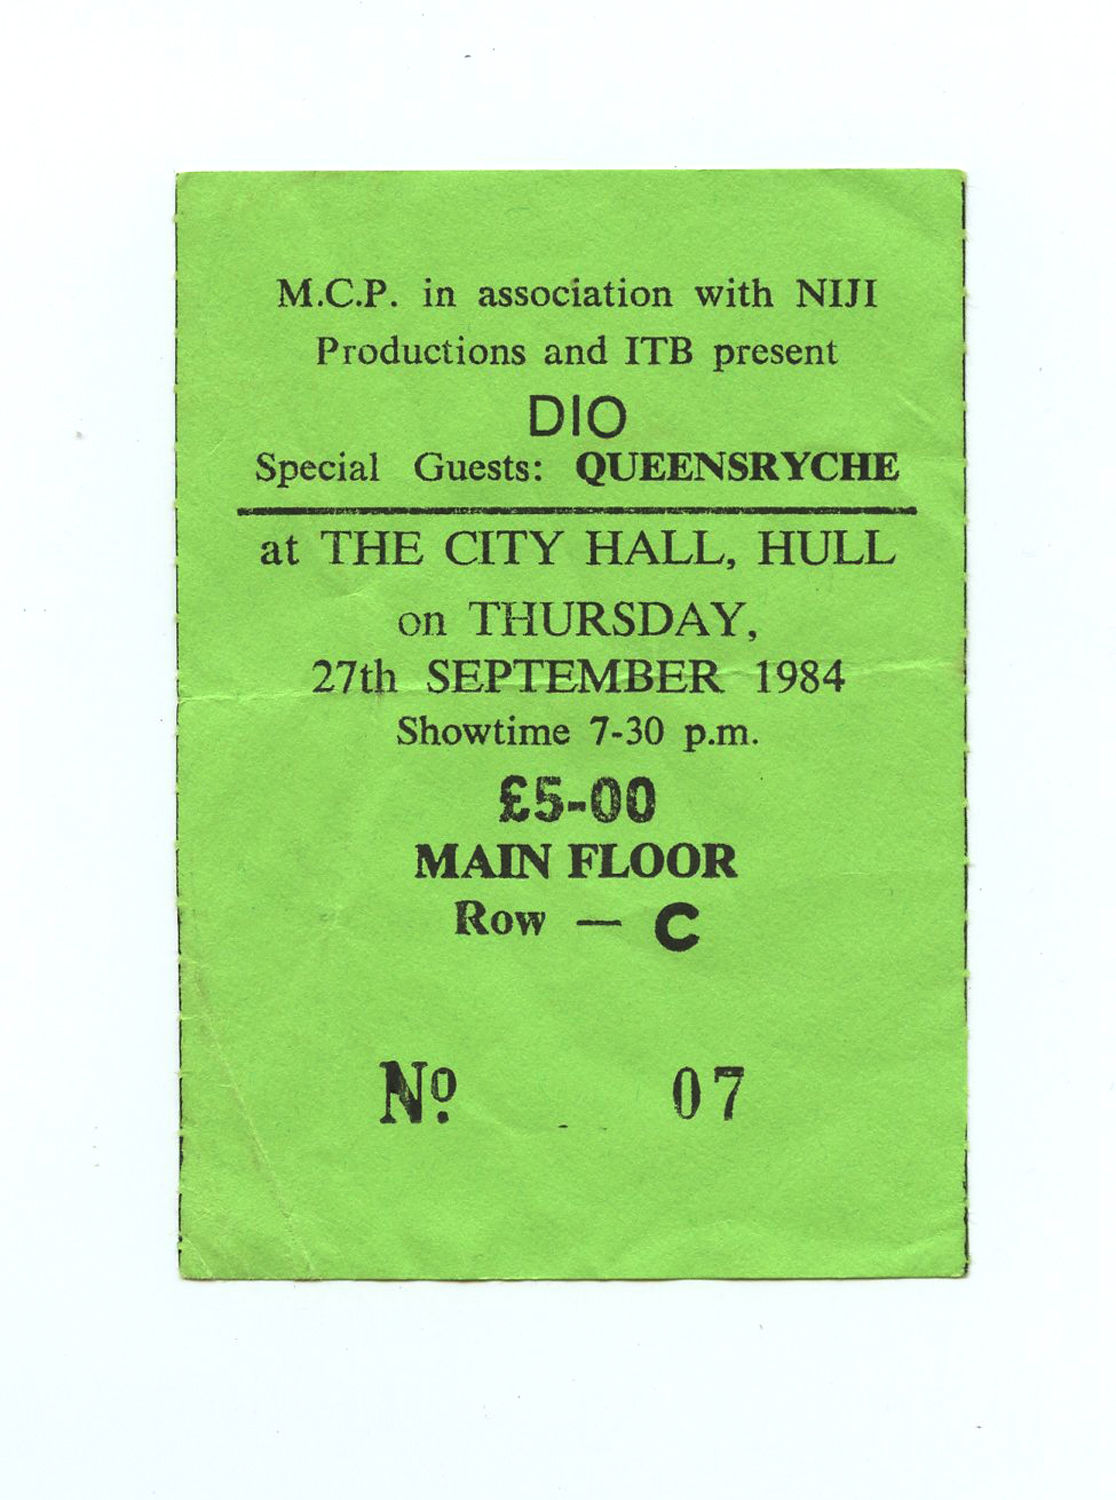 M.C.P. in association with NIJI
Productions and ITB present
DIO
Special Guests: QUEENSRYCHE
at THE CITY HALL, HULL
on THURSDAY,
27th SEPTEMBER 1984
Showtime 7-30 p.m.
£5-00
MAIN FLOOR
Row — C
Nº 07